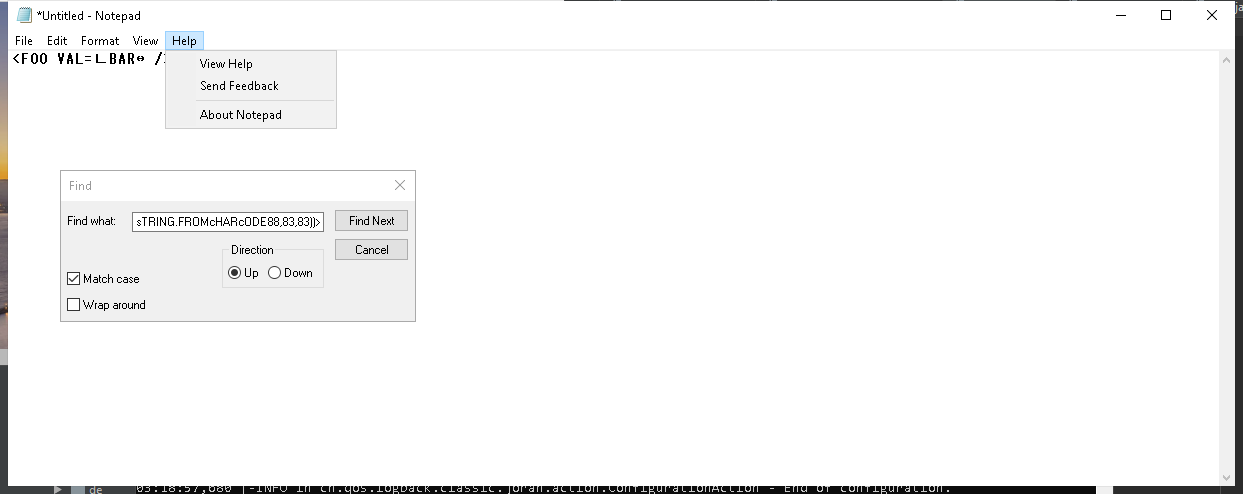 *Untitled - Notepad
File Edit Format View Help
<FOO VAL=∟BAR↔ /
View Help
Send Feedback
About Notepad
Find
Find what: sTRING.FROMcHARcODE88,83,83))> Find Next
Direction Cancel
Up Down
Match case
Wrap around
de 03:18:57,680 |-INFO in ch.qos.logback.classic.joran.action.ConfigurationAction - End of configuration.